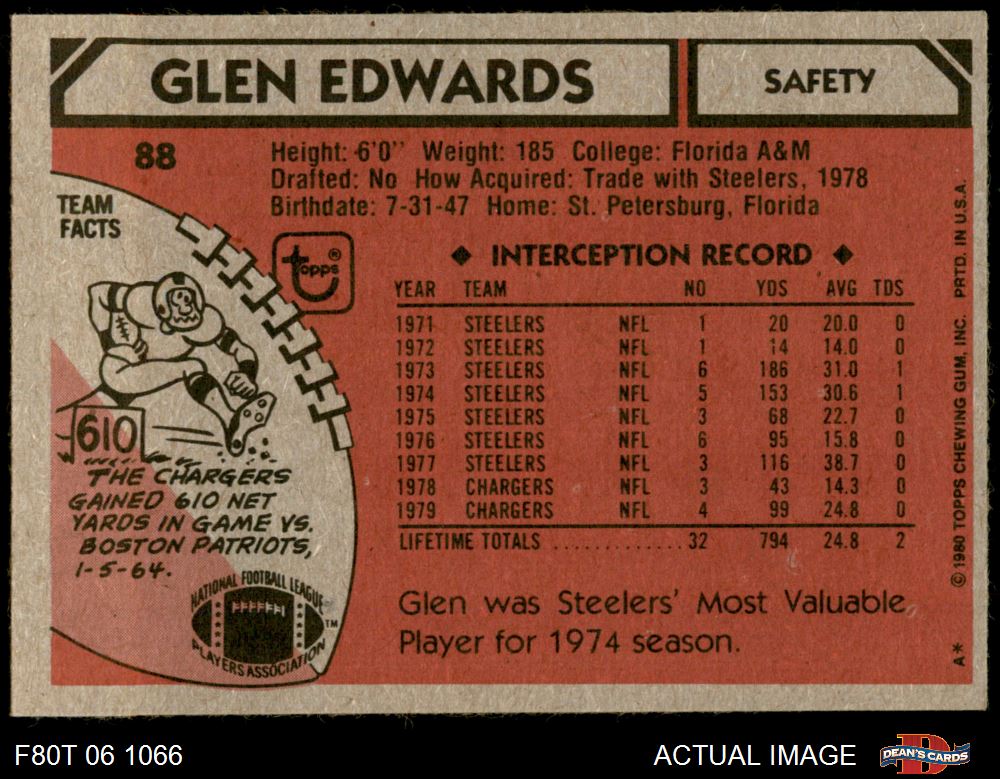 GLEN EDWARDS
SAFETY
88
Height: 6'0" Weight: 185 College: Florida A&M
Drafted: No How Acquired: Trade with Steelers, 1978
Birthdate: 7-31-47 Home: St. Petersburg, Florida
TEAM
FACTS
topps®
610
THE CHARGERS
GAINED 610 NET
YARDS IN GAME VS.
BOSTON PATRIOTS,
1-5-64.
NATIONAL FOOTBALL LEAGUE
PLAYERS ASSOCIATION
TM
◆ INTERCEPTION RECORD ◆
YEAR TEAM NO YDS AVG TDS
1971 STEELERS NFL 1 20 20.0 0
1972 STEELERS NFL 1 14 14.0 0
1973 STEELERS NFL 6 186 31.0 1
1974 STEELERS NFL 5 153 30.6 1
1975 STEELERS NFL 3 68 22.7 0
1976 STEELERS NFL 6 95 15.8 0
1977 STEELERS NFL 3 116 38.7 0
1978 CHARGERS NFL 3 43 14.3 0
1979 CHARGERS NFL 4 99 24.8 0
LIFETIME TOTALS ............ 32 794 24.8 2
Glen was Steelers' Most Valuable
Player for 1974 season.
A* © 1980 TOPPS CHEWING GUM, INC. PRTD. IN U.S.A.
F80T 06 1066
ACTUAL IMAGE
DEAN'S CARDS